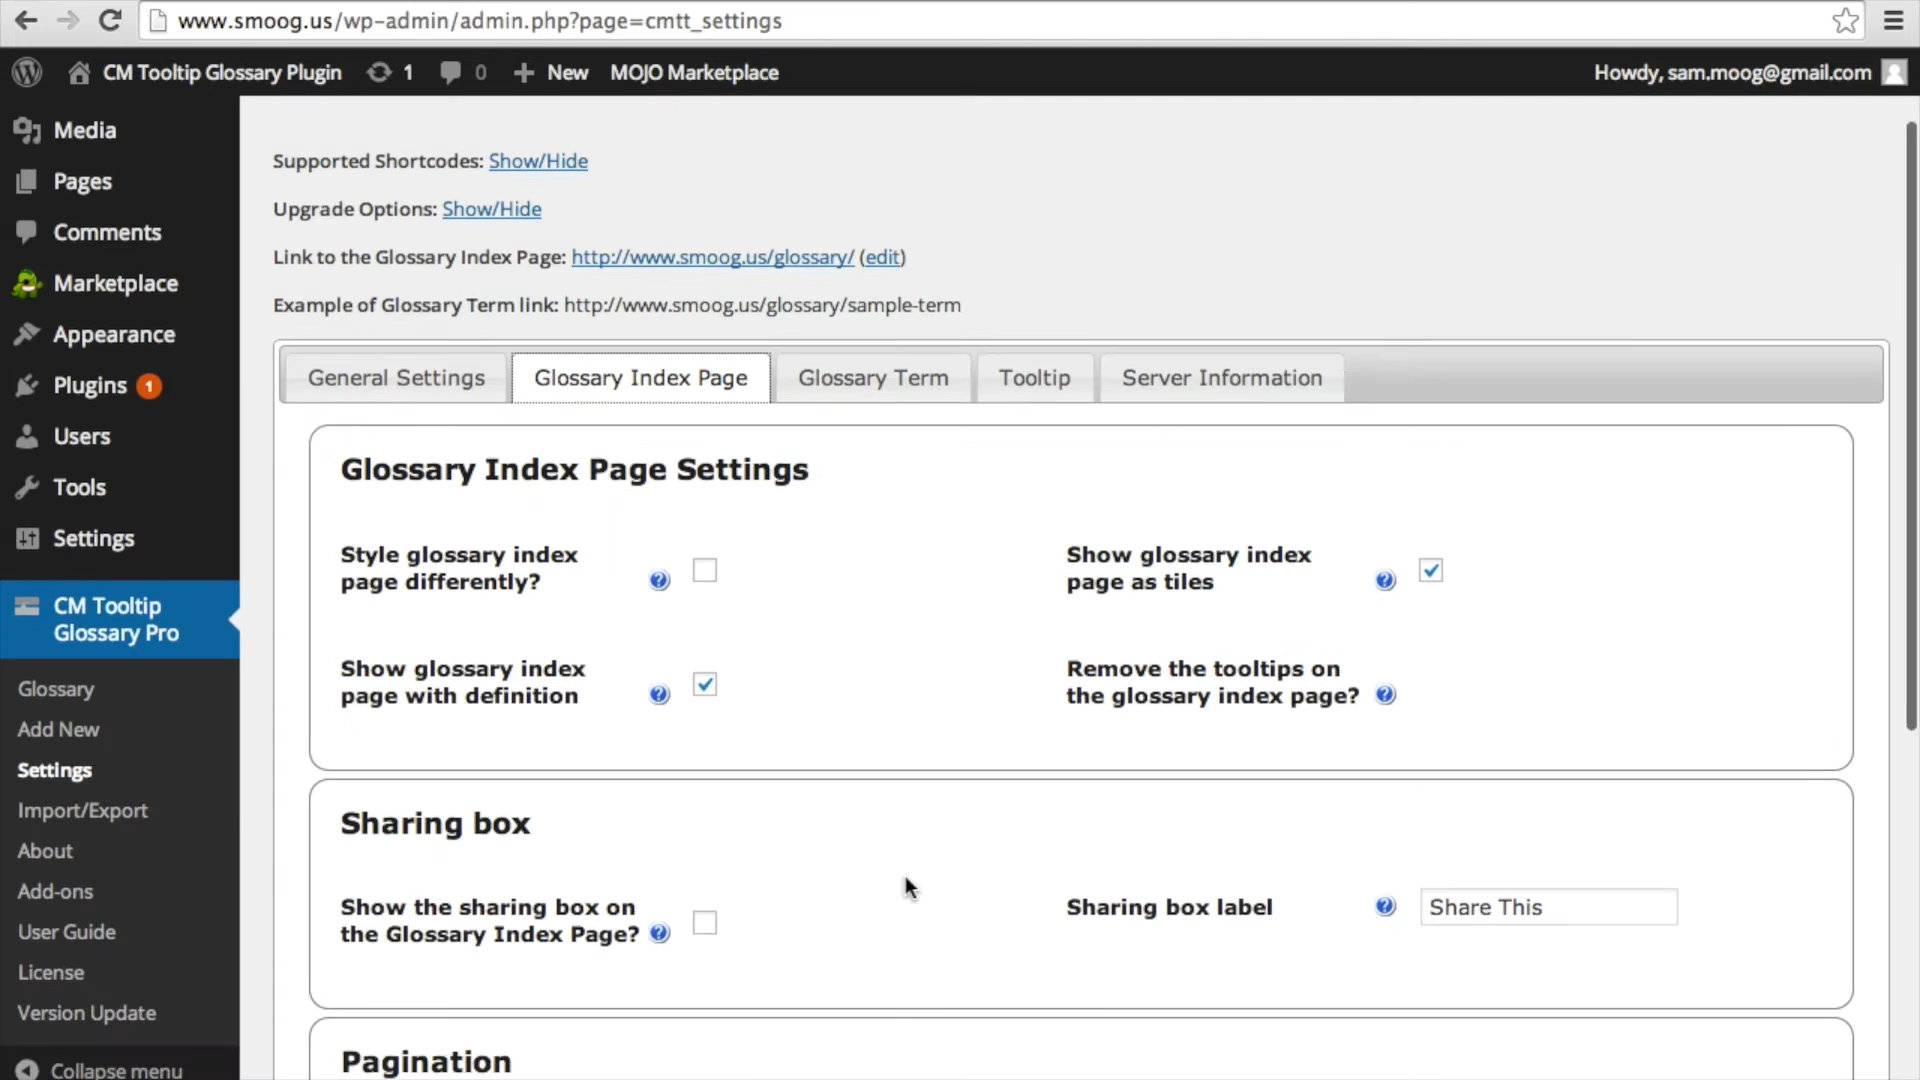 www.smoog.us/wp-admin/admin.php?page=cmtt_settings
CM Tooltip Glossary Plugin 1 0 New MOJO Marketplace Howdy, sam.moog@gmail.com
Media
Pages
Comments
Marketplace
Appearance
Plugins 1
Users
Tools
Settings
CM Tooltip
Glossary Pro
Glossary
Add New
Settings
Import/Export
About
Add-ons
User Guide
License
Version Update
Collapse menu
Supported Shortcodes: Show/Hide
Upgrade Options: Show/Hide
Link to the Glossary Index Page: http://www.smoog.us/glossary/ (edit)
Example of Glossary Term link: http://www.smoog.us/glossary/sample-term
General Settings Glossary Index Page Glossary Term Tooltip Server Information
Glossary Index Page Settings
Style glossary index
page differently?
Show glossary index
page as tiles
Show glossary index
page with definition
Remove the tooltips on
the glossary index page?
Sharing box
Show the sharing box on
the Glossary Index Page?
Sharing box label
Share This
Pagination